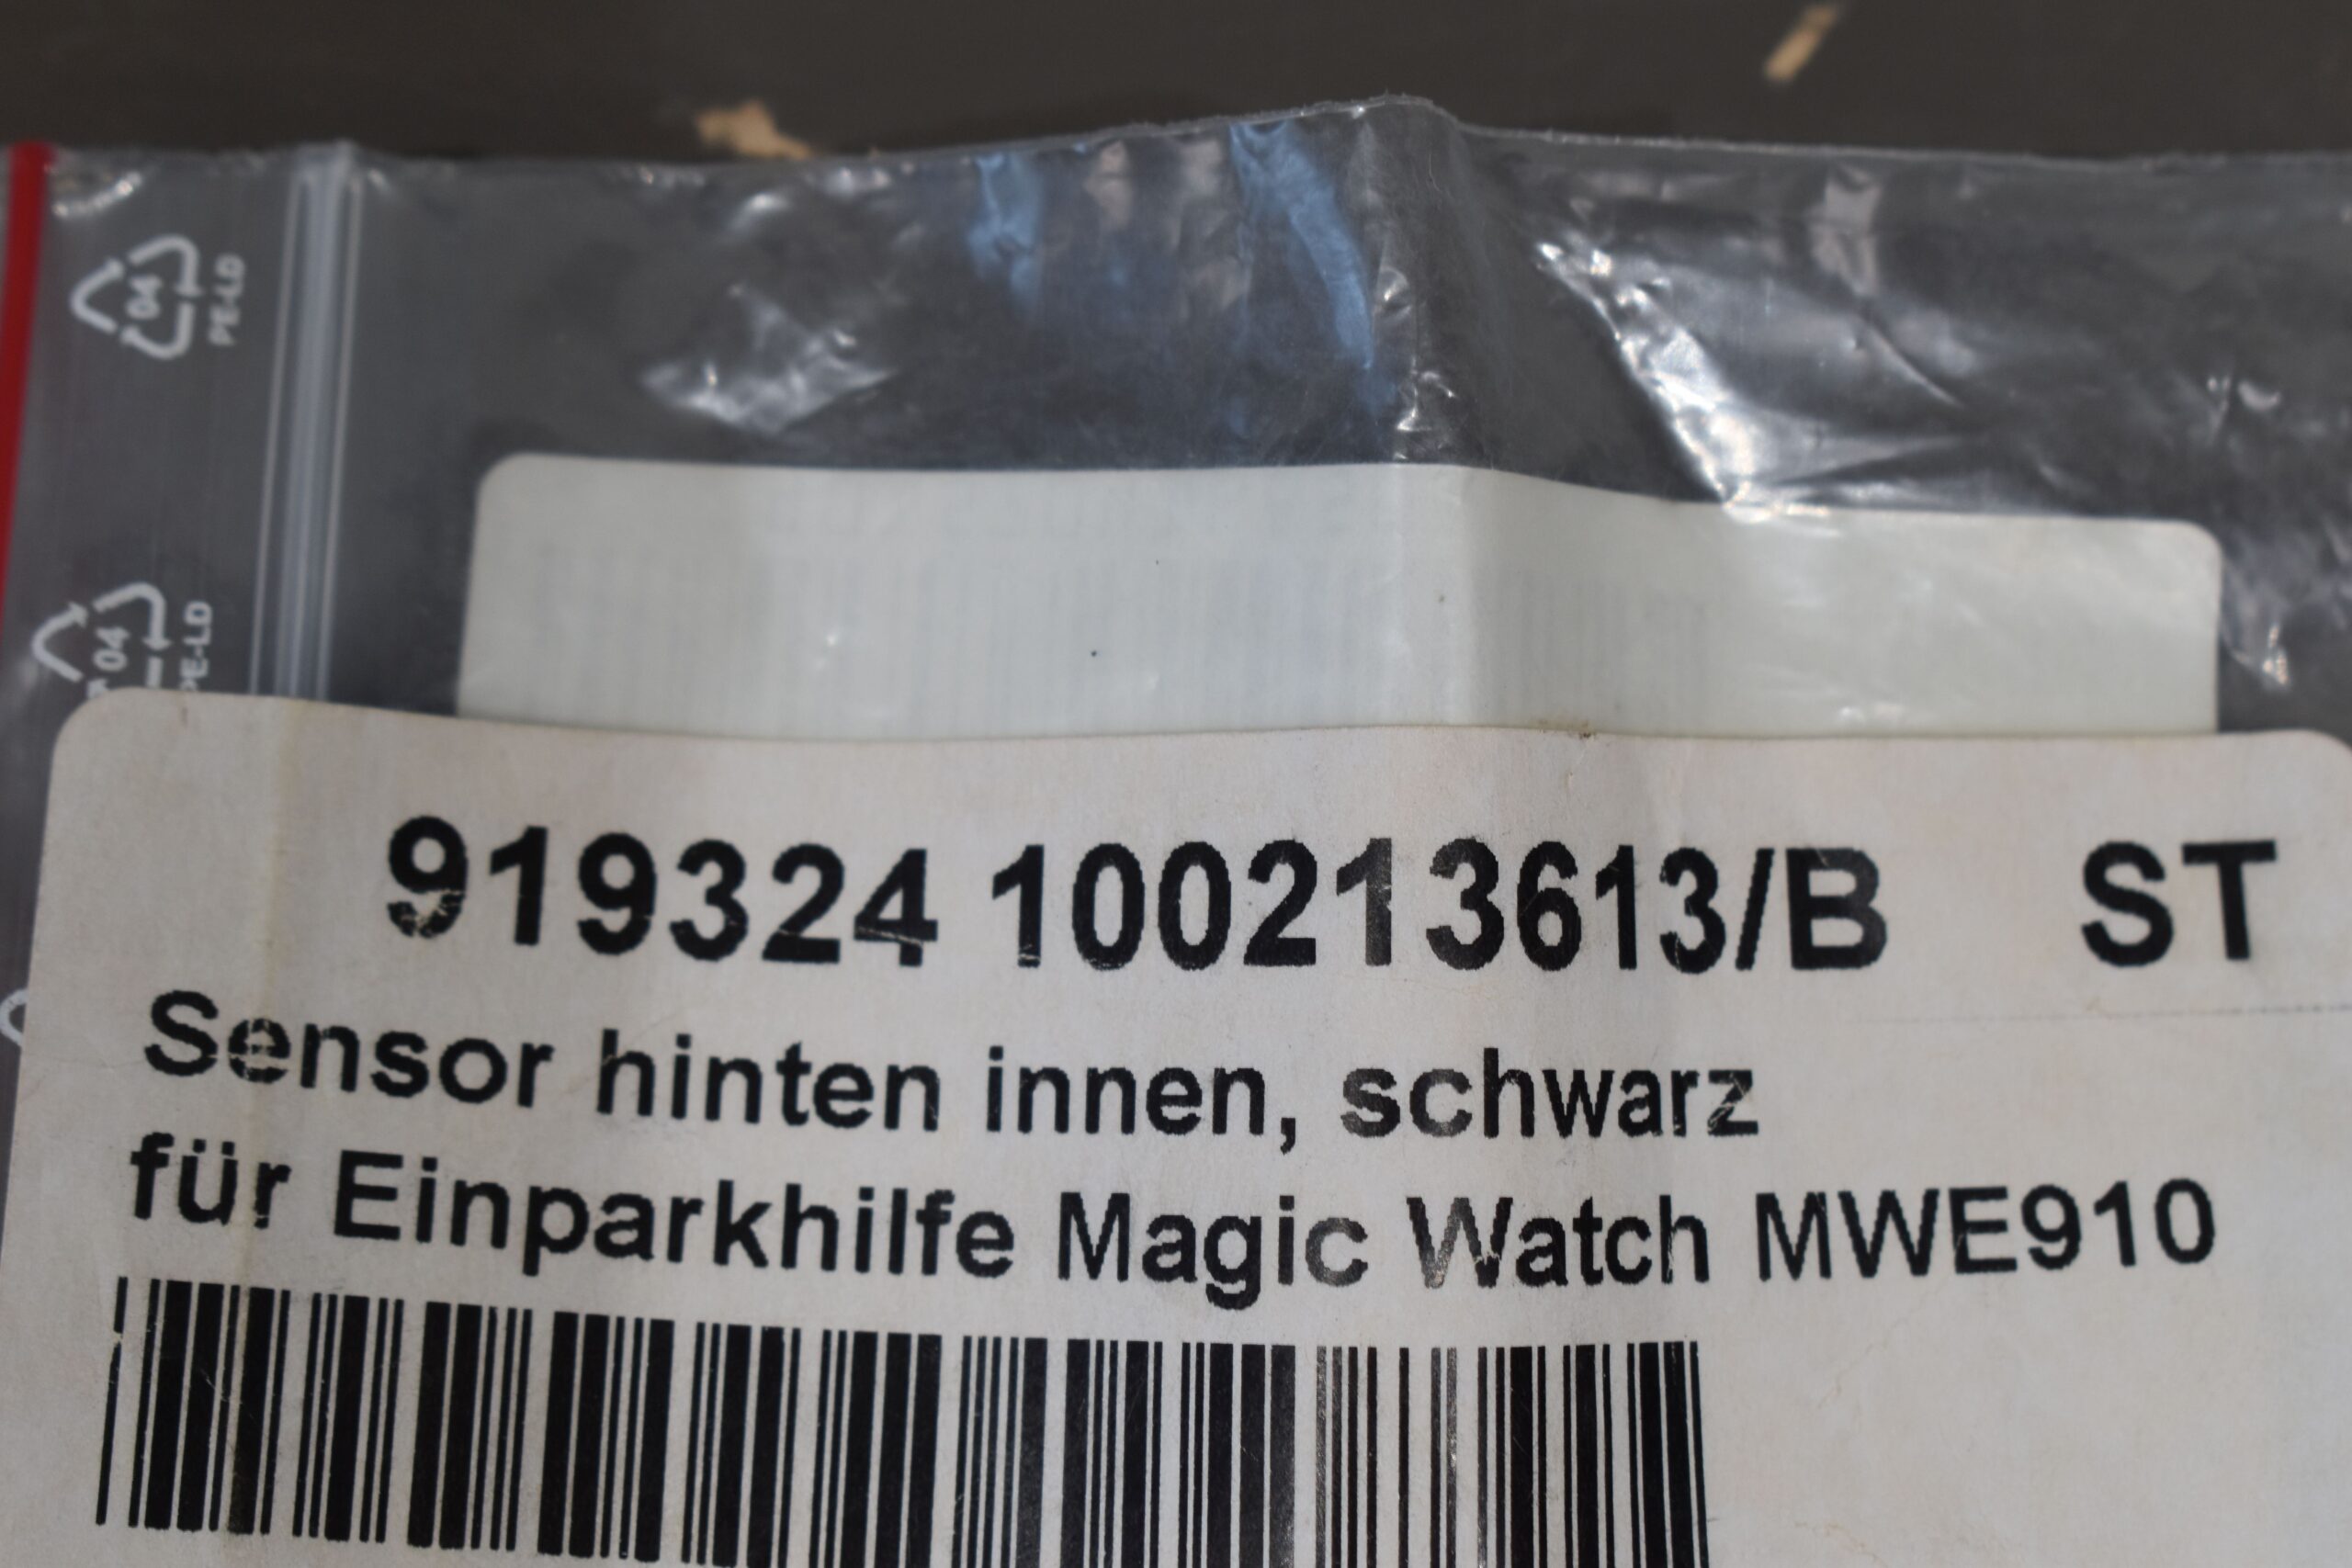 04
PE-LD
04
PE-LD
919324 100213613/B ST
Sensor hinten innen, schwarz
für Einparkhilfe Magic Watch MWE910